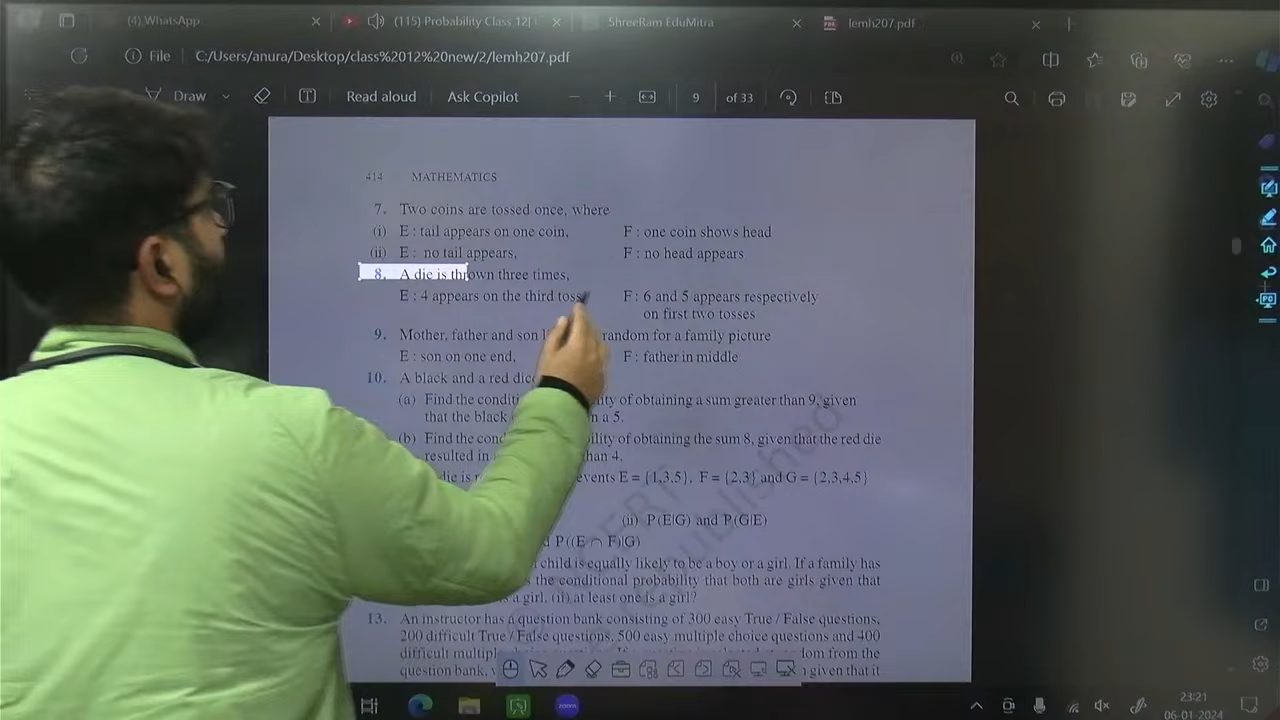 (4) WhatsApp
(115) Probability Class 12|
ShreeRam EduMitra
lemh207.pdf
File C:/Users/anura/Desktop/class%2012%20new/2/lemh207.pdf
Draw
Read aloud
Ask Copilot
9 of 33
414 MATHEMATICS
7. Two coins are tossed once, where
(i) E : tail appears on one coin, F : one coin shows head
(ii) E : no tail appears, F : no head appears
8. A die is thrown three times,
E : 4 appears on the third toss F : 6 and 5 appears respectively
on first two tosses
9. Mother, father and son random for a family picture
E : son on one end, F : father in middle
10. A black and a red dice
(a) Find the of obtaining a sum greater than 9, given
that the black a 5.
(b) Find the of obtaining the sum 8, given that the red die
resulted in than 4.
die is E = {1,3,5}, F = {2,3} and G = {2,3,4,5}
(ii) P(E|G) and P(G|E)
P((E ∩ F)|G)
child is equally likely to be a boy or a girl. If a family has
the conditional probability that both are girls given that
a girl, (ii) at least one is a girl?
13. An instructor has a question bank consisting of 300 easy True / False questions,
200 difficult True / False questions, 500 easy multiple choice questions and 400
difficult from the
question bank, given that it
23:21
06-01-2024